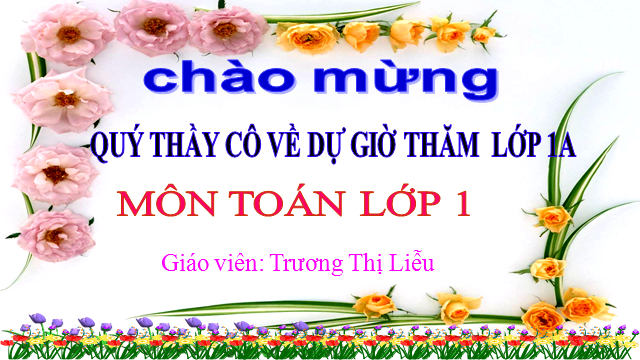 chào mừng
QUÝ THẦY CÔ VỀ DỰ GIỜ THĂM LỚP 1A
MÔN TOÁN LỚP 1
Giáo viên: Trương Thị Liễu